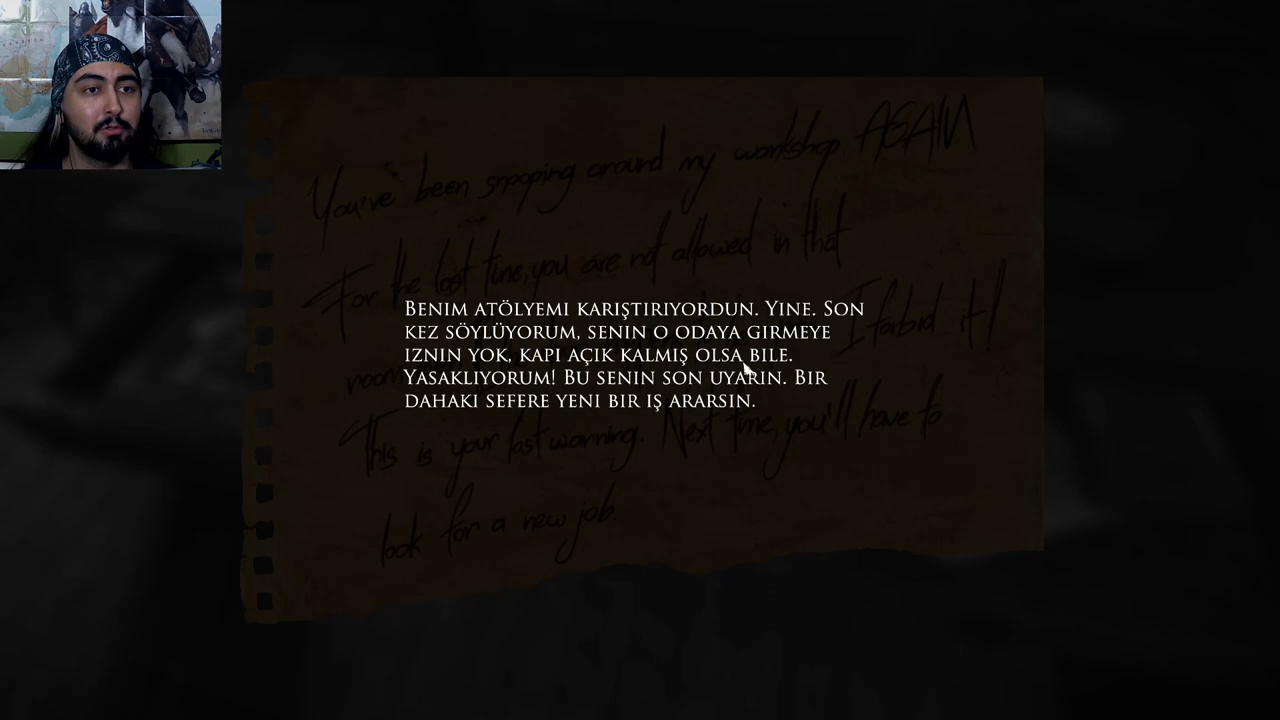 You've been snooping around my workshop AGAIN
For the last time, you are not allowed in that
BENIM ATÖLYEMI KARIŞTIRIYORDUN. YINE. SON
KEZ SÖYLÜYORUM, SENIN O ODAYA GIRMEYE
IZNIN YOK, KAPI AÇIK KALMIŞ OLSA BILE.
YASAKLIYORUM! BU SENIN SON UYARIN. BIR
DAHAKI SEFERE YENI BIR IŞ ARARSIN.
room I forbid it!
This is your last warning. Next time, you'll have to
look for a new job.